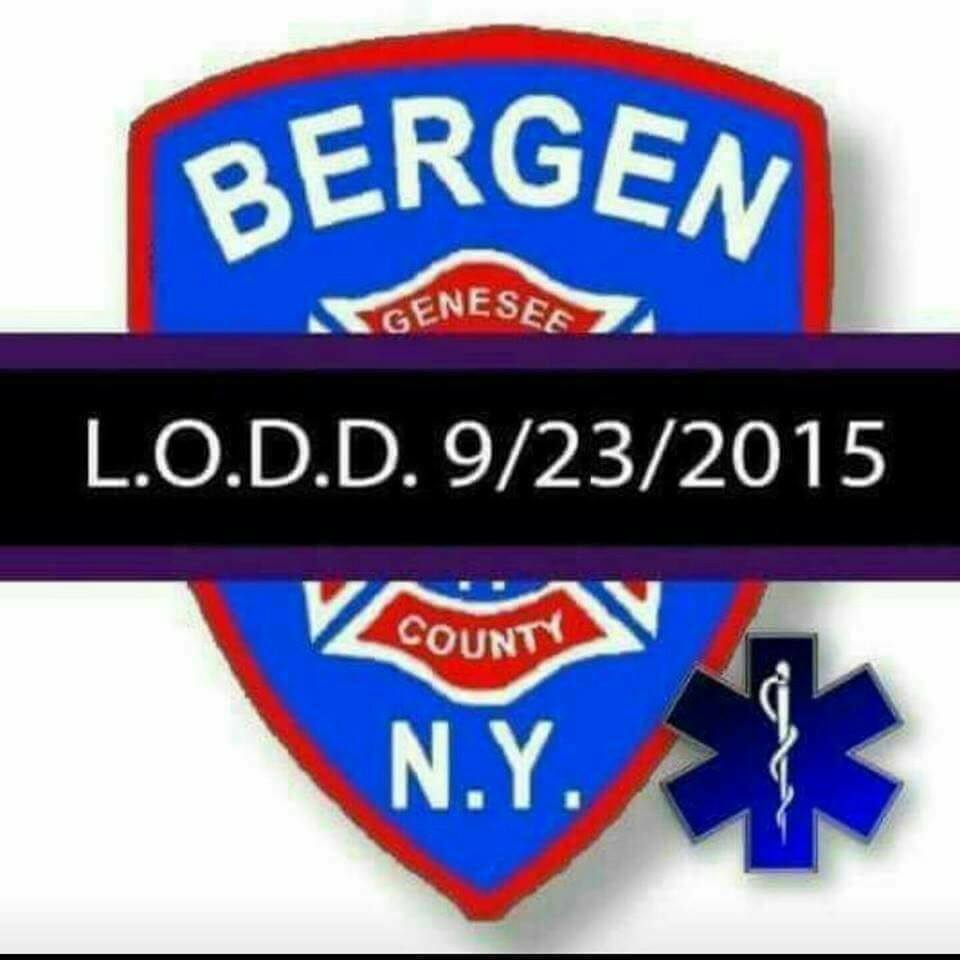 BERGEN
GENESEE
L.O.D.D. 9/23/2015
COUNTY
N.Y.